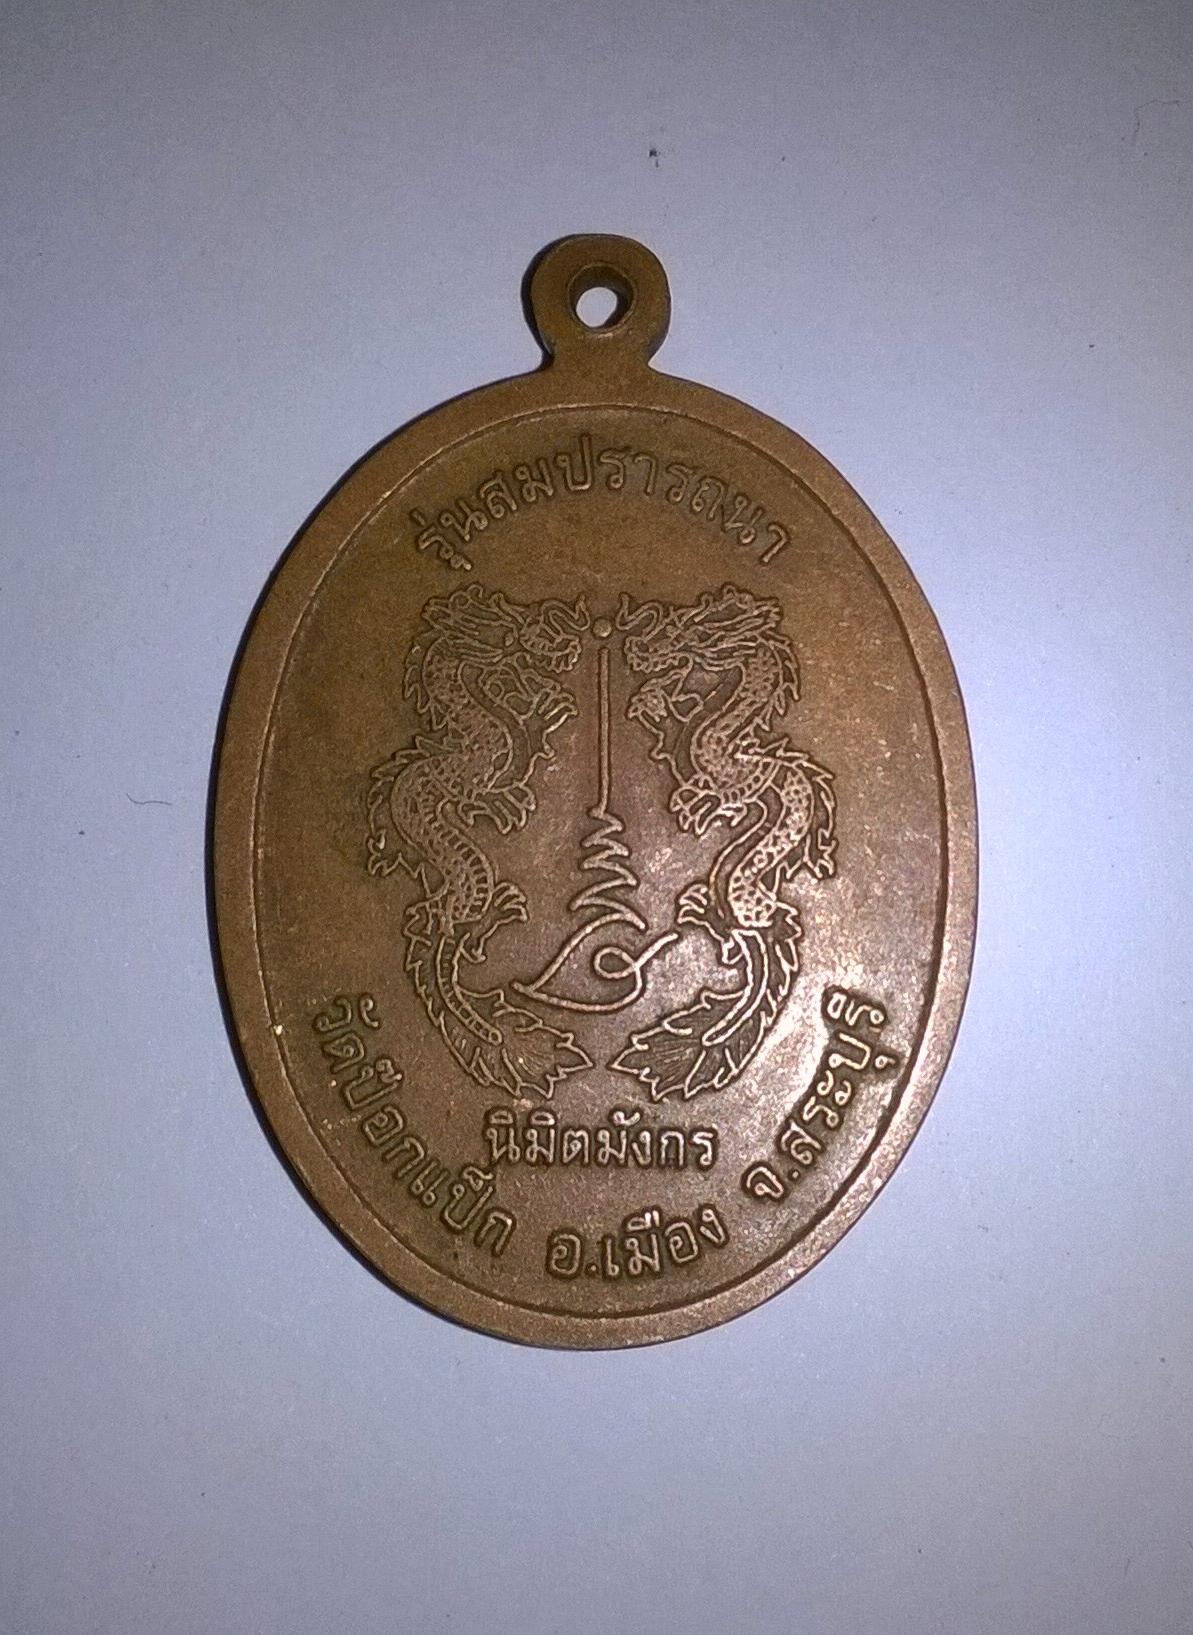 รุ่นสมปรารถนา
นิมิตมังกร
วัดป๊อกแป๊ก อ.เมือง จ.สระบุรี